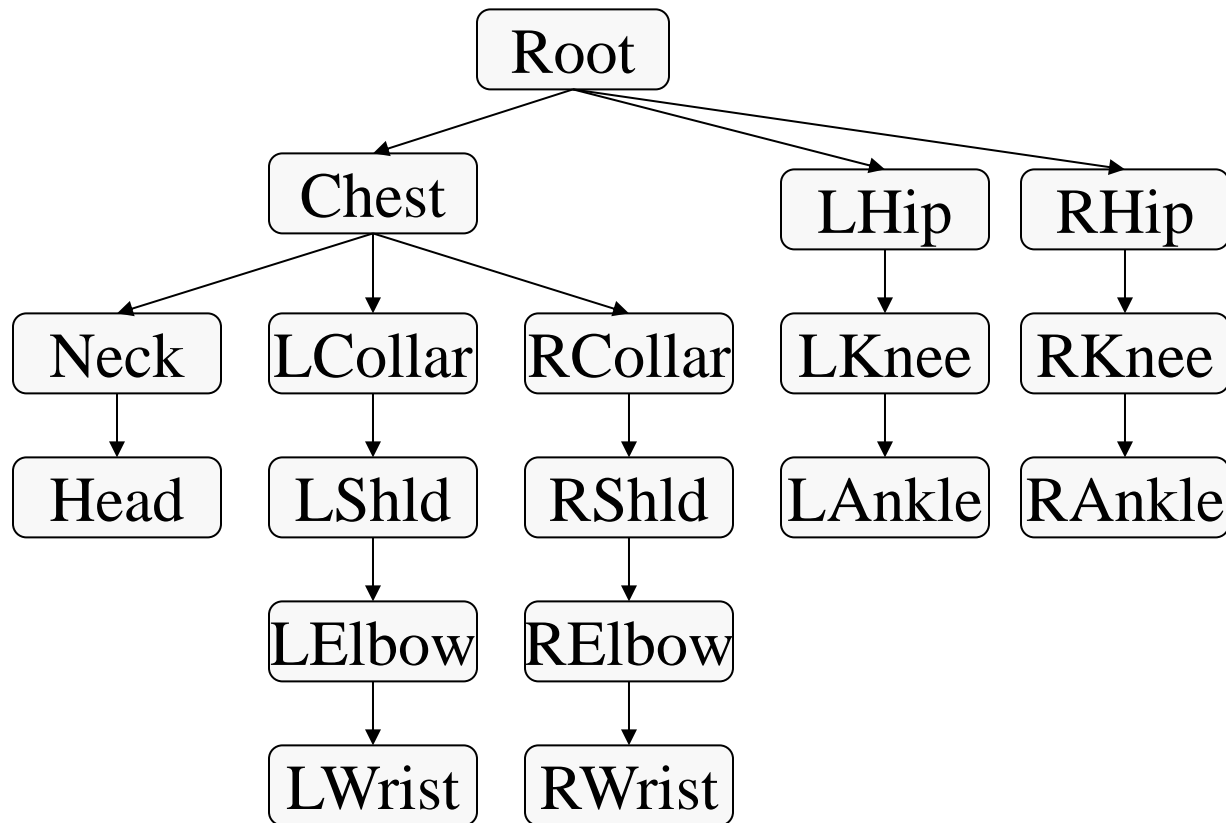 Root
Chest
LHip
RHip
Neck
LCollar
RCollar
LKnee
RKnee
Head
LShld
RShld
LAnkle
RAnkle
LElbow
RElbow
LWrist
RWrist